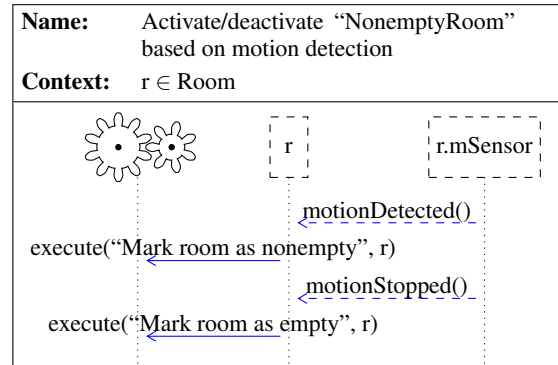 Name: Activate/deactivate “NonemptyRoom”
based on motion detection
Context: r ∈ Room
r
r.mSensor
motionDetected()
execute(“Mark room as nonempty”, r)
motionStopped()
execute(“Mark room as empty”, r)